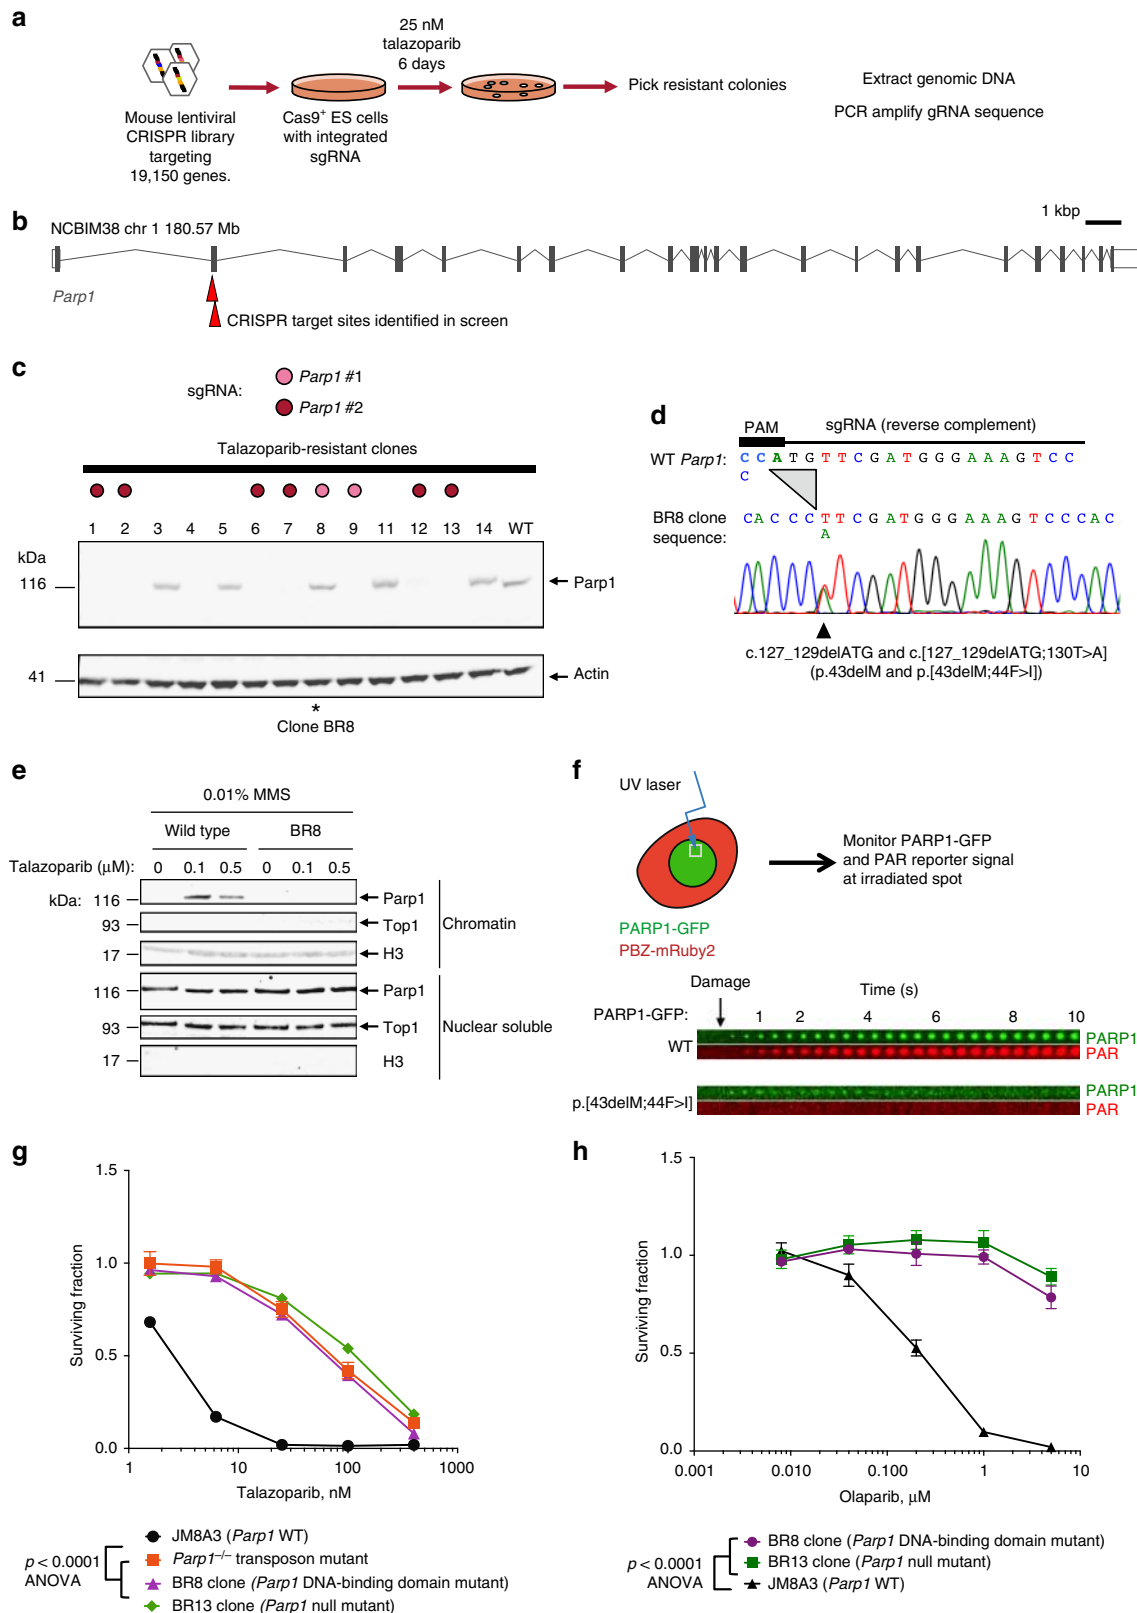 a
Mouse lentiviral
CRISPR library
targeting
19,150 genes.
Cas9+ ES cells
with integrated
sgRNA
25 nM
talazoparib
6 days
Pick resistant colonies
Extract genomic DNA
PCR amplify gRNA sequence
b
NCBIM38 chr 1 180.57 Mb
1 kbp
Parp1
CRISPR target sites identified in screen
c
sgRNA:
Parp1 #1
Parp1 #2
Talazoparib-resistant clones
1 2 3 4 5 6 7 8 9 11 12 13 14 WT
kDa
116
Parp1
41
Actin
*
Clone BR8
d
PAM
sgRNA (reverse complement)
WT Parp1:
C C A T G T T C G A T G G G A A A G T C C
C
BR8 clone
sequence:
C A C C C T T C G A T G G G A A A G T C C C A C
A
c.127_129delATG and c.[127_129delATG;130T>A]
(p.43delM and p.[43delM;44F>I])
e
0.01% MMS
Wild type BR8
Talazoparib (µM): 0 0.1 0.5 0 0.1 0.5
kDa:
116 Parp1
93 Top1
17 H3
Chromatin
116 Parp1
93 Top1
17 H3
Nuclear soluble
f
UV laser
PARP1-GFP
PBZ-mRuby2
Monitor PARP1-GFP
and PAR reporter signal
at irradiated spot
Damage
Time (s)
PARP1-GFP:
1 2 4 6 8 10
WT
PARP1
PAR
p.[43delM;44F>I]
PARP1
PAR
g
Surviving fraction
1.5
1.0
0.5
0.0
1 10 100 1000
Talazoparib, nM
p < 0.0001
ANOVA
JM8A3 (Parp1 WT)
Parp1–/– transposon mutant
BR8 clone (Parp1 DNA-binding domain mutant)
BR13 clone (Parp1 null mutant)
h
Surviving fraction
1.5
1.0
0.5
0.0
0.001 0.010 0.100 1 10
Olaparib, µM
p < 0.0001
ANOVA
BR8 clone (Parp1 DNA-binding domain mutant)
BR13 clone (Parp1 null mutant)
JM8A3 (Parp1 WT)